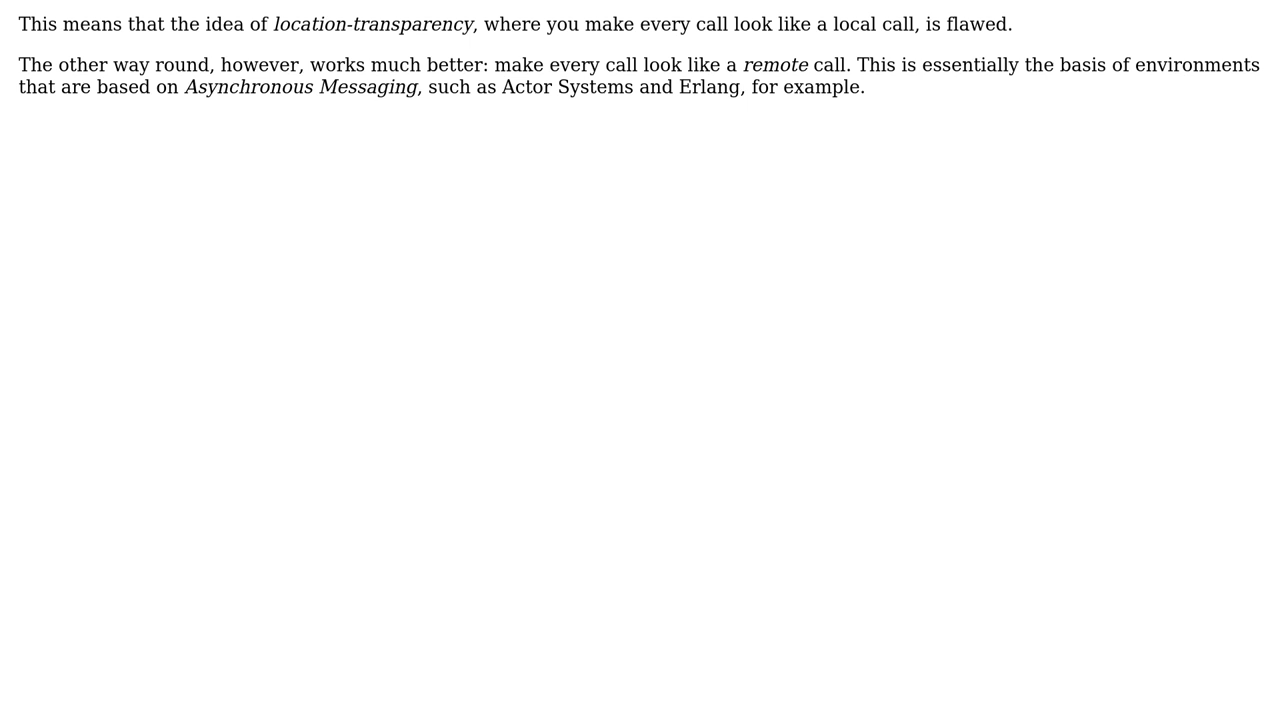 This means that the idea of location-transparency, where you make every call look like a local call, is flawed.
The other way round, however, works much better: make every call look like a remote call. This is essentially the basis of environments
that are based on Asynchronous Messaging, such as Actor Systems and Erlang, for example.